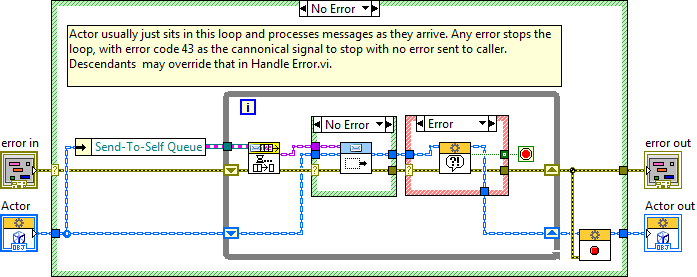 No Error
Actor usually just sits in this loop and processes messages as they arrive. Any error stops the
loop, with error code 43 as the cannonical signal to stop with no error sent to caller.
Descendants may override that in Handle Error.vi.
i
No Error
Error
error in
Send-To-Self Queue
error out
?
?
?
?!
Actor
OBJ
Actor out
OBJ